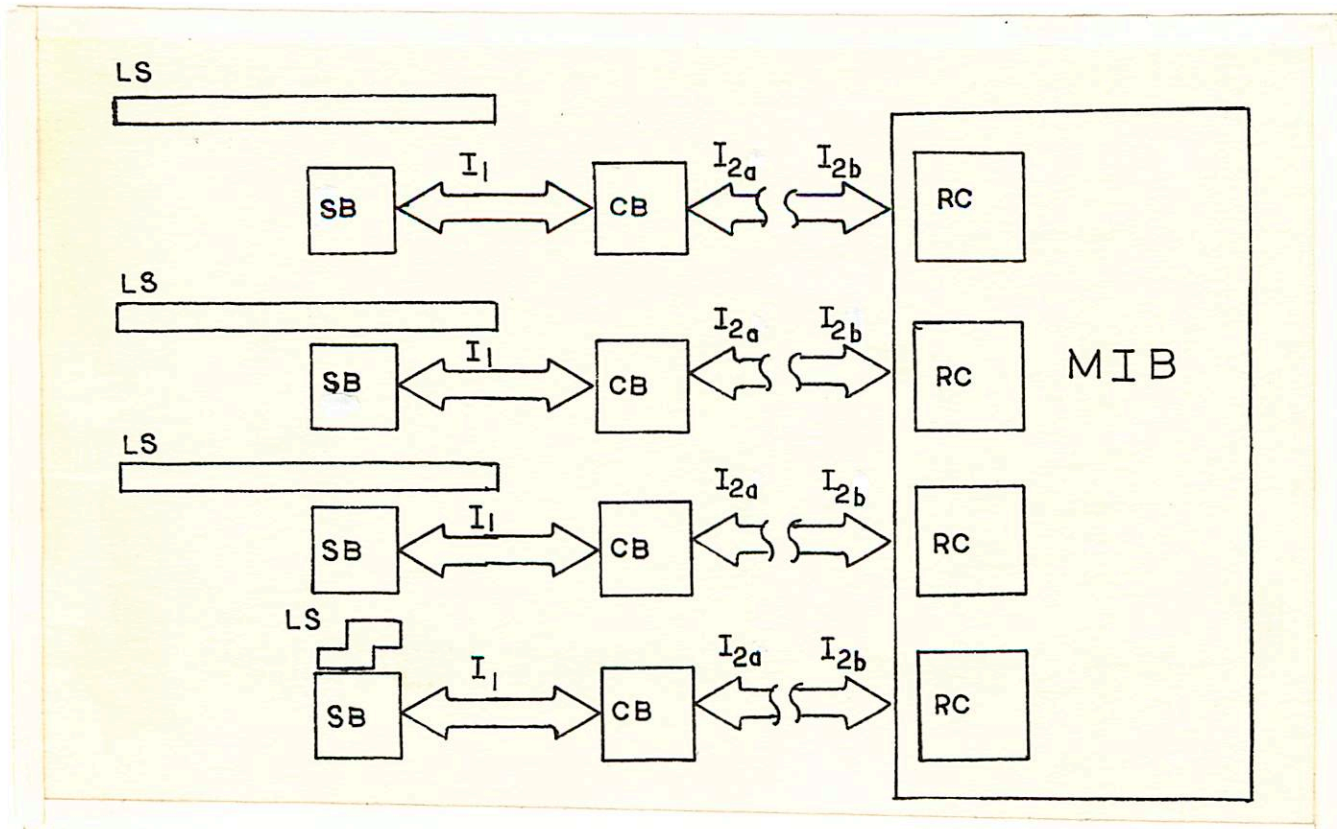 LS
I₁ I₂ₐ I₂b
SB CB RC
LS
I₁ I₂ₐ I₂b
SB CB RC MIB
LS
I₁ I₂ₐ I₂b
SB CB RC
LS
I₁ I₂ₐ I₂b
SB CB RC